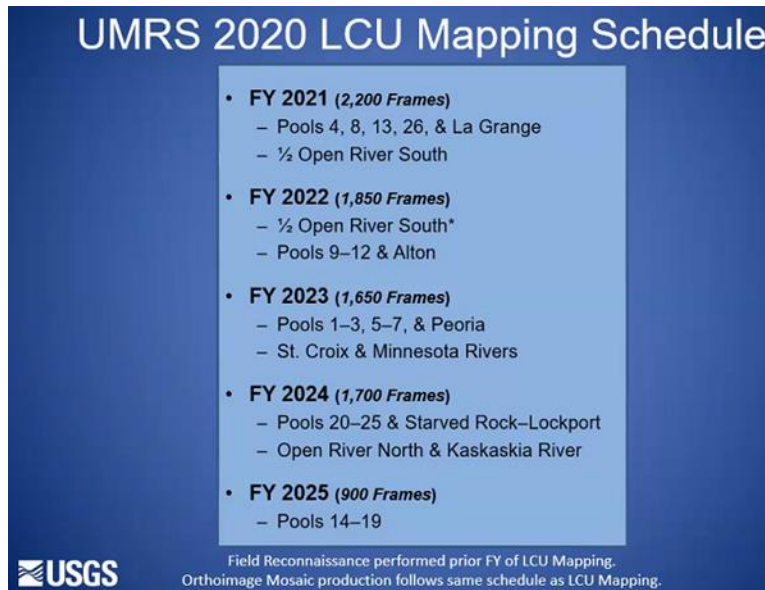 UMRS 2020 LCU Mapping Schedule
• FY 2021 (2,200 Frames)
– Pools 4, 8, 13, 26, & La Grange
– ½ Open River South
• FY 2022 (1,850 Frames)
– ½ Open River South*
– Pools 9–12 & Alton
• FY 2023 (1,650 Frames)
– Pools 1–3, 5–7, & Peoria
– St. Croix & Minnesota Rivers
• FY 2024 (1,700 Frames)
– Pools 20–25 & Starved Rock–Lockport
– Open River North & Kaskaskia River
• FY 2025 (900 Frames)
– Pools 14–19
Field Reconnaissance performed prior FY of LCU Mapping.
Orthoimage Mosaic production follows same schedule as LCU Mapping.
USGS